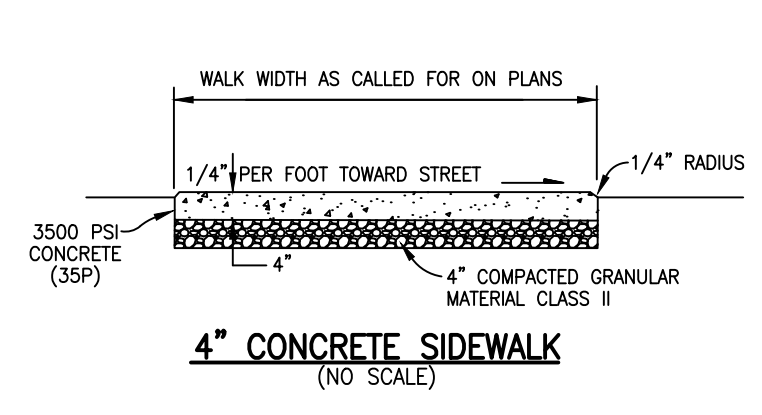 WALK WIDTH AS CALLED FOR ON PLANS
1/4" PER FOOT TOWARD STREET
1/4" RADIUS
3500 PSI
CONCRETE
(35P)
4"
4" COMPACTED GRANULAR
MATERIAL CLASS II
4" CONCRETE SIDEWALK
(NO SCALE)